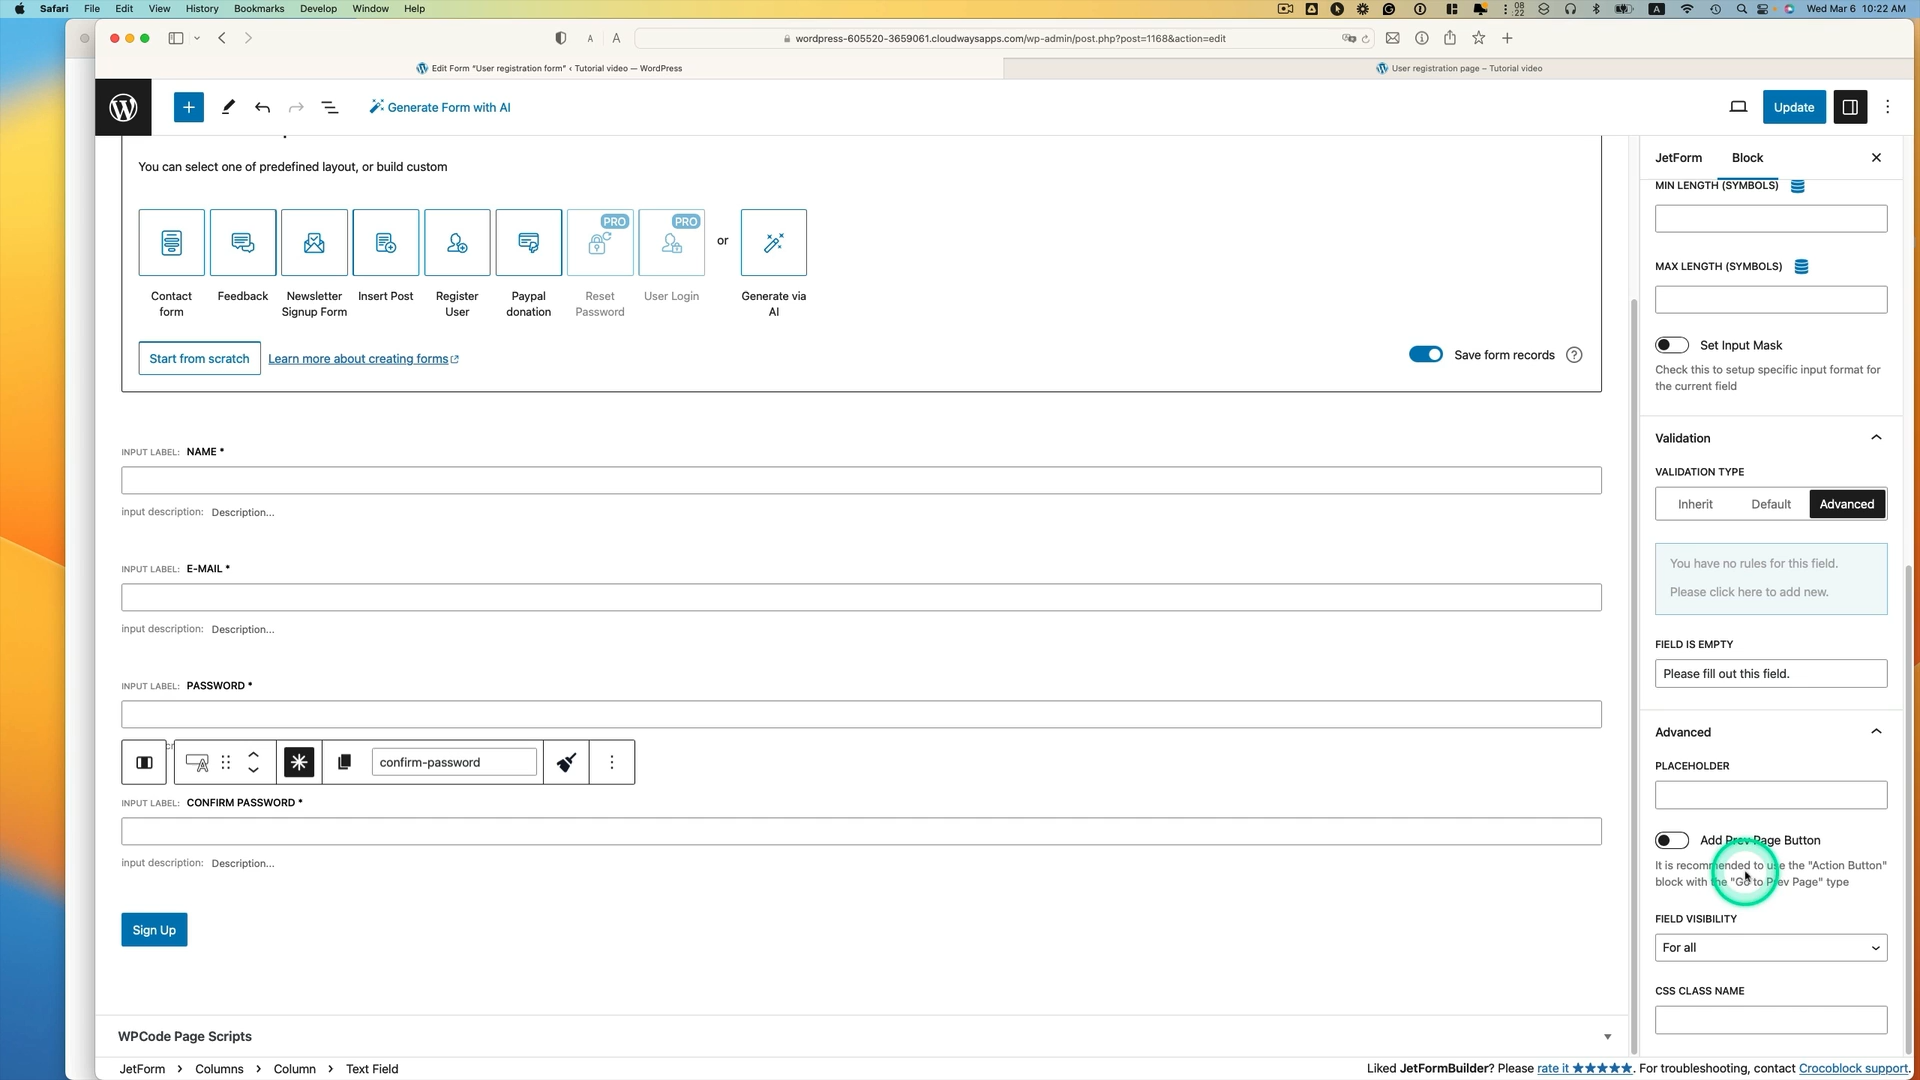 Safari File Edit View History Bookmarks Develop Window Help
08
22
A
Wed Mar 6 10:22 AM
A A
wordpress-605520-3659061.cloudwaysapps.com/wp-admin/post.php?post=1168&action=edit
Edit Form "User registration form" ‹ Tutorial video — WordPress
User registration page – Tutorial video
Generate Form with AI
Update
You can select one of predefined layout, or build custom
PRO
PRO
or
Contact form
Feedback
Newsletter Signup Form
Insert Post
Register User
Paypal donation
Reset Password
User Login
Generate via AI
Start from scratch
Learn more about creating forms
Save form records ?
INPUT LABEL: NAME *
input description: Description...
INPUT LABEL: E-MAIL *
input description: Description...
INPUT LABEL: PASSWORD *
confirm-password
INPUT LABEL: CONFIRM PASSWORD *
input description: Description...
Sign Up
WPCode Page Scripts
JetForm › Columns › Column › Text Field
JetForm Block
MIN LENGTH (SYMBOLS)
MAX LENGTH (SYMBOLS)
Set Input Mask
Check this to setup specific input format for
the current field
Validation
VALIDATION TYPE
Inherit Default Advanced
You have no rules for this field.
Please click here to add new.
FIELD IS EMPTY
Please fill out this field.
Advanced
PLACEHOLDER
Add Prev Page Button
It is recommended to use the "Action Button"
block with the "Go to Prev Page" type
FIELD VISIBILITY
For all
CSS CLASS NAME
Liked JetFormBuilder? Please rate it ★★★★★. For troubleshooting, contact Crocoblock support.